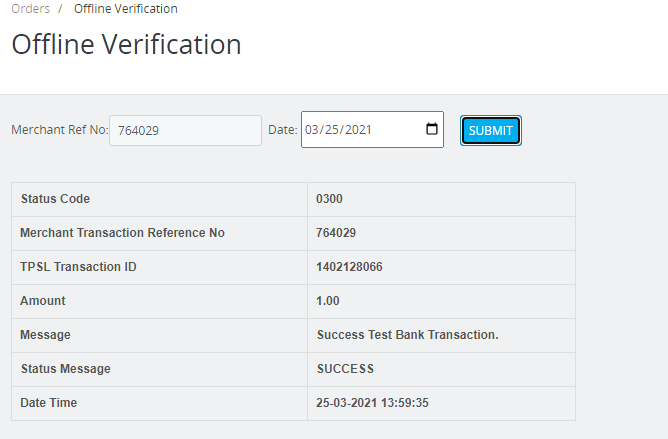 Orders / Offline Verification
Offline Verification
Merchant Ref No: 764029 Date: 03/25/2021 SUBMIT
Status Code 0300
Merchant Transaction Reference No 764029
TPSL Transaction ID 1402128066
Amount 1.00
Message Success Test Bank Transaction.
Status Message SUCCESS
Date Time 25-03-2021 13:59:35